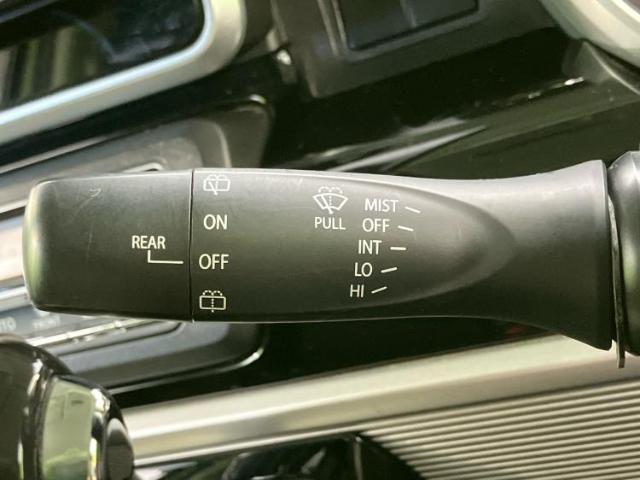 REAR
ON
OFF
PULL
MIST
OFF
INT
LO
HI